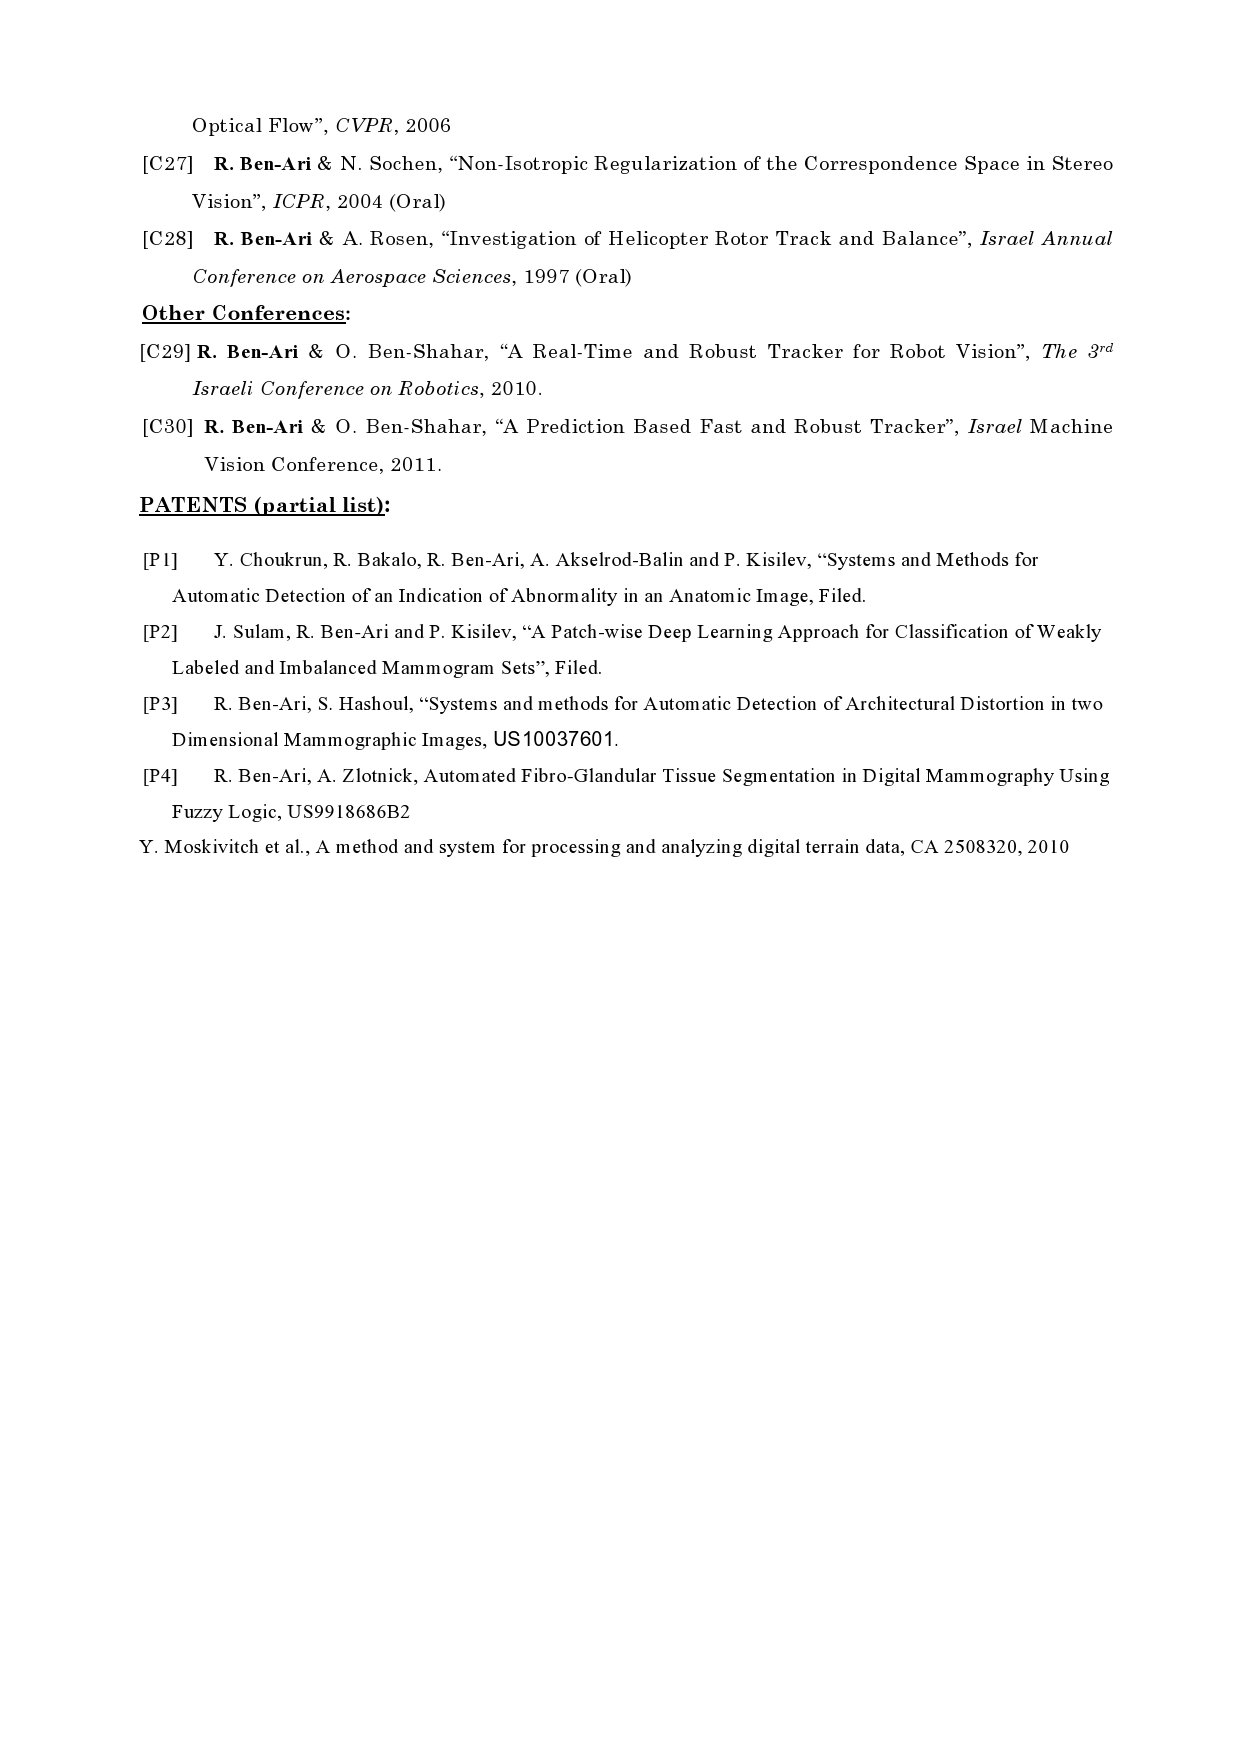 Optical Flow”, CVPR, 2006
[C27] R. Ben-Ari & N. Sochen, “Non-Isotropic Regularization of the Correspondence Space in Stereo
Vision”, ICPR, 2004 (Oral)
[C28] R. Ben-Ari & A. Rosen, “Investigation of Helicopter Rotor Track and Balance”, Israel Annual
Conference on Aerospace Sciences, 1997 (Oral)
Other Conferences:
[C29] R. Ben-Ari & O. Ben-Shahar, “A Real-Time and Robust Tracker for Robot Vision”, The 3rd
Israeli Conference on Robotics, 2010.
[C30] R. Ben-Ari & O. Ben-Shahar, “A Prediction Based Fast and Robust Tracker”, Israel Machine
Vision Conference, 2011.
PATENTS (partial list):
[P1] Y. Choukrun, R. Bakalo, R. Ben-Ari, A. Akselrod-Balin and P. Kisilev, “Systems and Methods for
Automatic Detection of an Indication of Abnormality in an Anatomic Image, Filed.
[P2] J. Sulam, R. Ben-Ari and P. Kisilev, “A Patch-wise Deep Learning Approach for Classification of Weakly
Labeled and Imbalanced Mammogram Sets”, Filed.
[P3] R. Ben-Ari, S. Hashoul, “Systems and methods for Automatic Detection of Architectural Distortion in two
Dimensional Mammographic Images, US10037601.
[P4] R. Ben-Ari, A. Zlotnick, Automated Fibro-Glandular Tissue Segmentation in Digital Mammography Using
Fuzzy Logic, US9918686B2
Y. Moskivitch et al., A method and system for processing and analyzing digital terrain data, CA 2508320, 2010